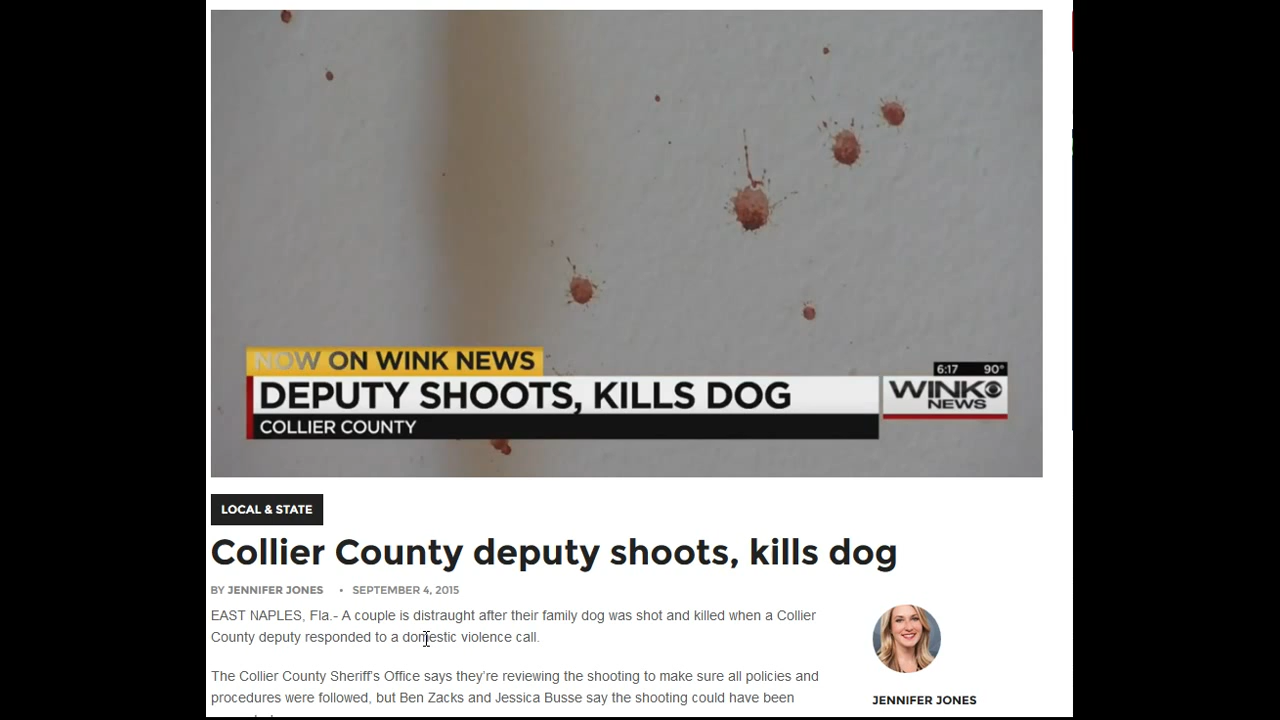 NOW ON WINK NEWS
DEPUTY SHOOTS, KILLS DOG
COLLIER COUNTY
6:17 90°
WINK
NEWS
LOCAL & STATE
Collier County deputy shoots, kills dog
BY JENNIFER JONES • SEPTEMBER 4, 2015
EAST NAPLES, Fla.- A couple is distraught after their family dog was shot and killed when a Collier
County deputy responded to a domestic violence call.
The Collier County Sheriff's Office says they're reviewing the shooting to make sure all policies and
procedures were followed, but Ben Zacks and Jessica Busse say the shooting could have been
JENNIFER JONES